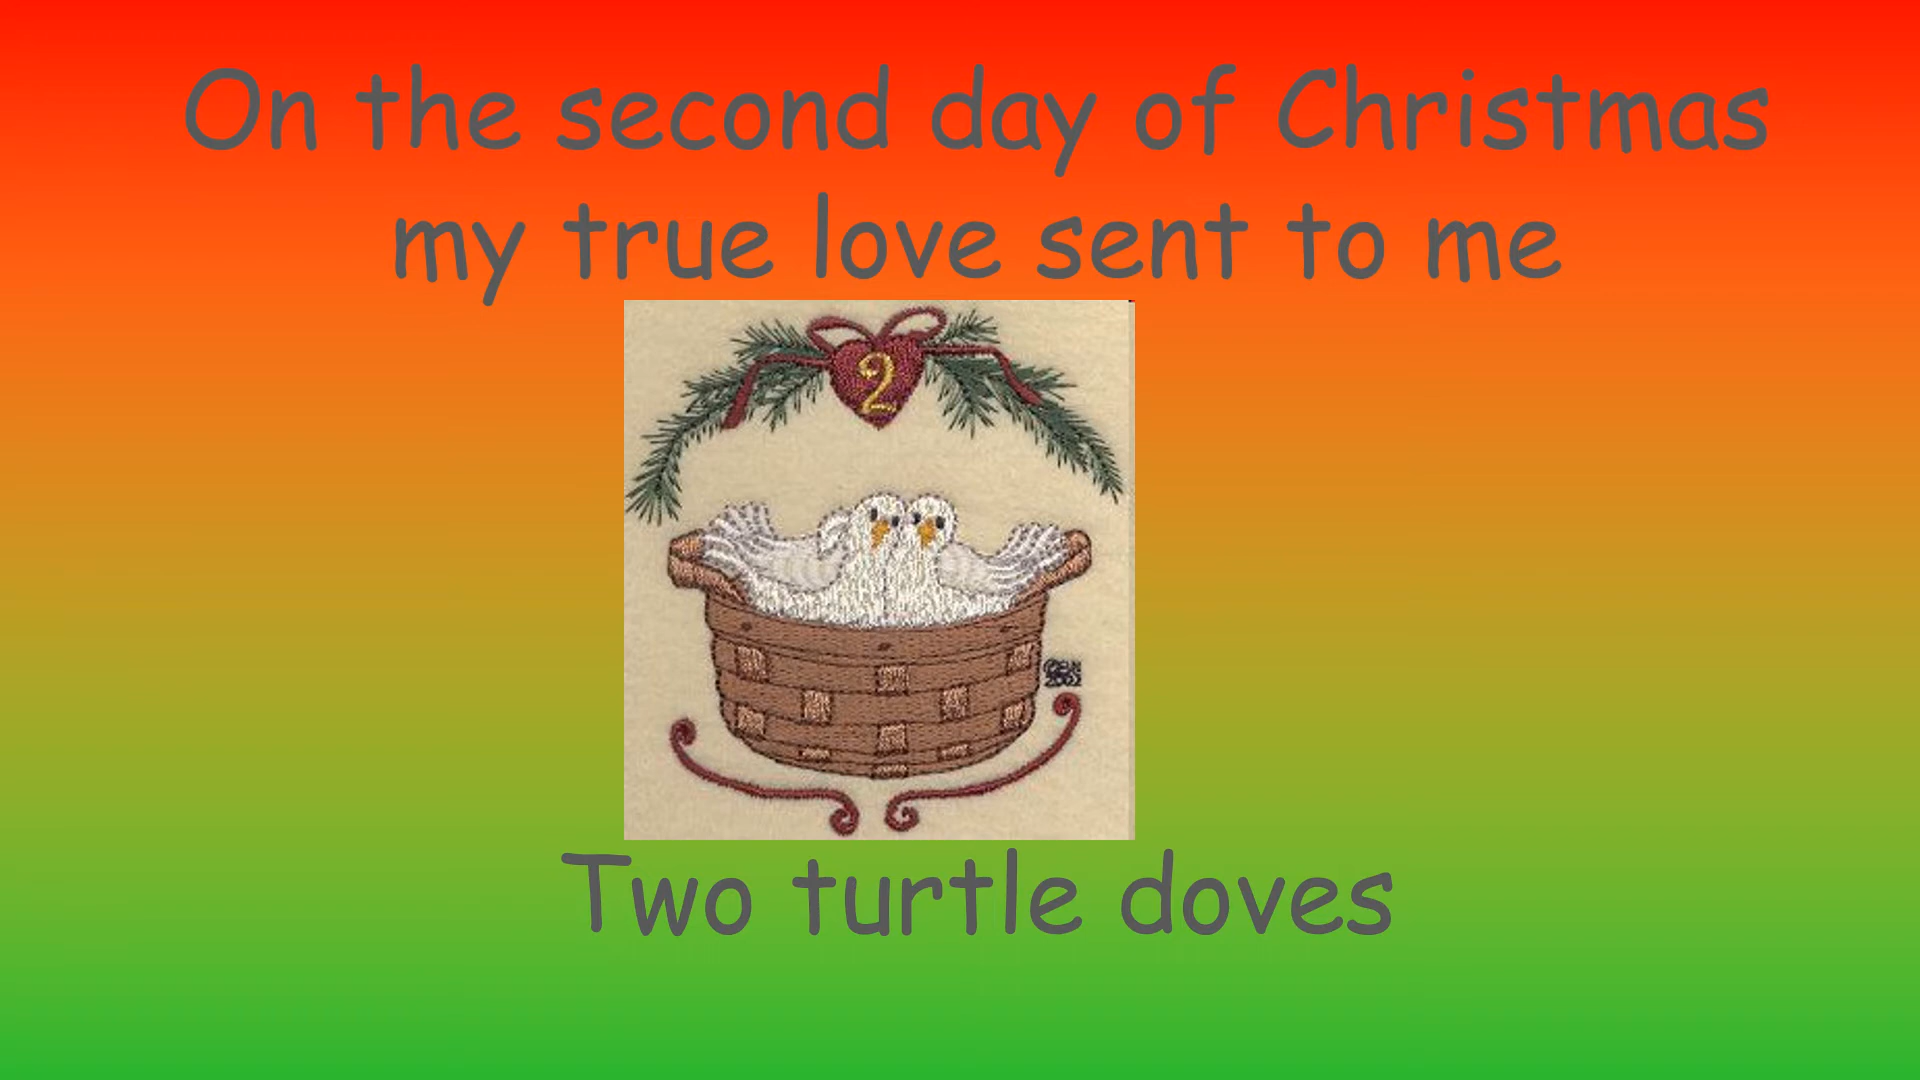 On the second day of Christmas
my true love sent to me
2
Two turtle doves